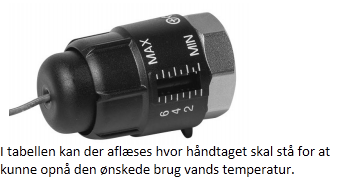 MAX
MIN
6 4 2
I tabellen kan der aflæses hvor håndtaget skal stå for at
kunne opnå den ønskede brug vands temperatur.